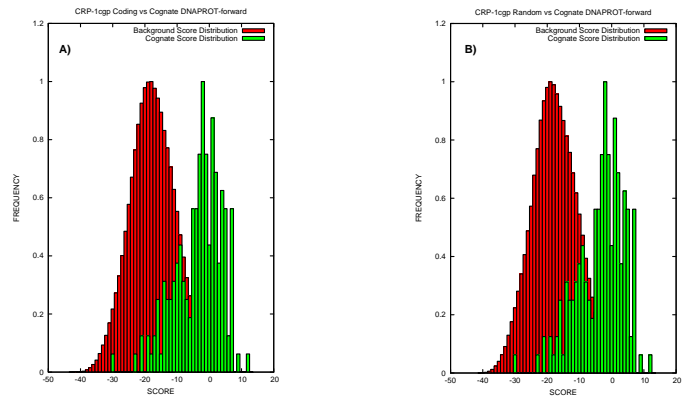 CRP-1cgp Coding vs Cognate DNAPROT-forward
1.2
A)
Background Score Distribution
Cognate Score Distribution
1
0.8
FREQUENCY
0.6
0.4
0.2
0
-50 -40 -30 -20 -10 0 10 20
SCORE
CRP-1cgp Random vs Cognate DNAPROT-forward
1.2
B)
Background Score Distribution
Cognate Score Distribution
1
0.8
FREQUENCY
0.6
0.4
0.2
0
-50 -40 -30 -20 -10 0 10 20
SCORE